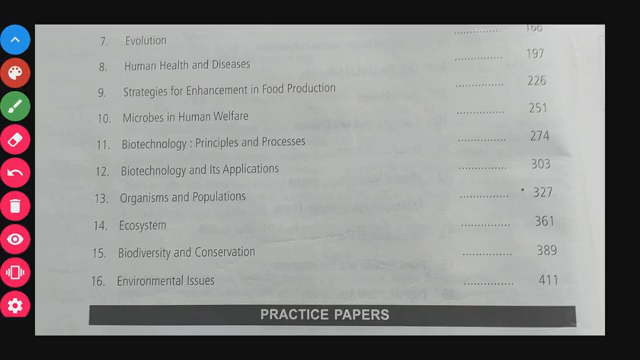 7. Evolution .............. 166
8. Human Health and Diseases .............. 197
9. Strategies for Enhancement in Food Production .............. 226
10. Microbes in Human Welfare .............. 251
11. Biotechnology : Principles and Processes .............. 274
12. Biotechnology and Its Applications .............. 303
13. Organisms and Populations .............. 327
14. Ecosystem .............. 361
15. Biodiversity and Conservation .............. 389
16. Environmental Issues .............. 411
PRACTICE PAPERS